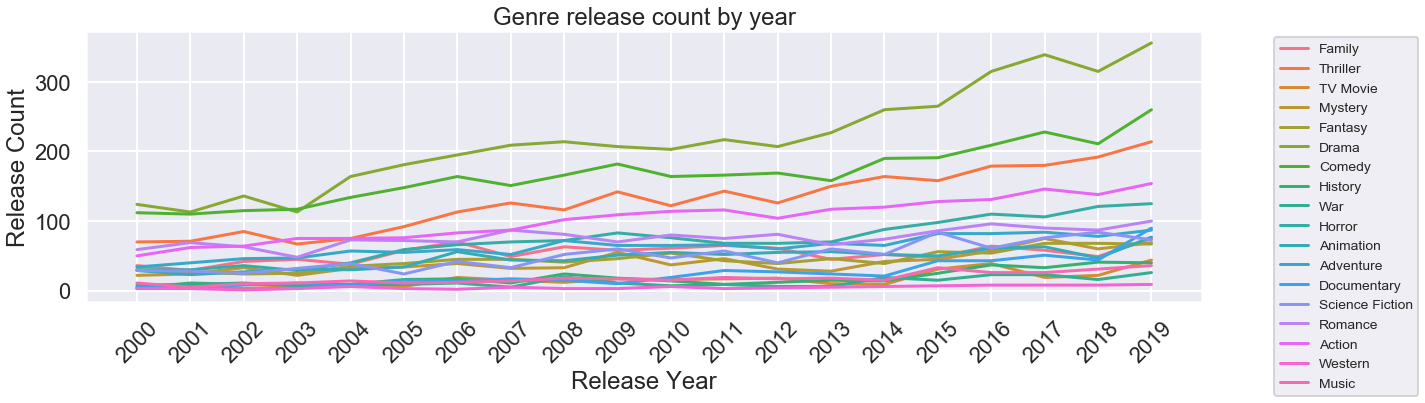 Genre release count by year
Release Count
300
200
100
0
2000
2001
2002
2003
2004
2005
2006
2007
2008
2009
2010
2011
2012
2013
2014
2015
2016
2017
2018
2019
Release Year
Family
Thriller
TV Movie
Mystery
Fantasy
Drama
Comedy
History
War
Horror
Animation
Adventure
Documentary
Science Fiction
Romance
Action
Western
Music